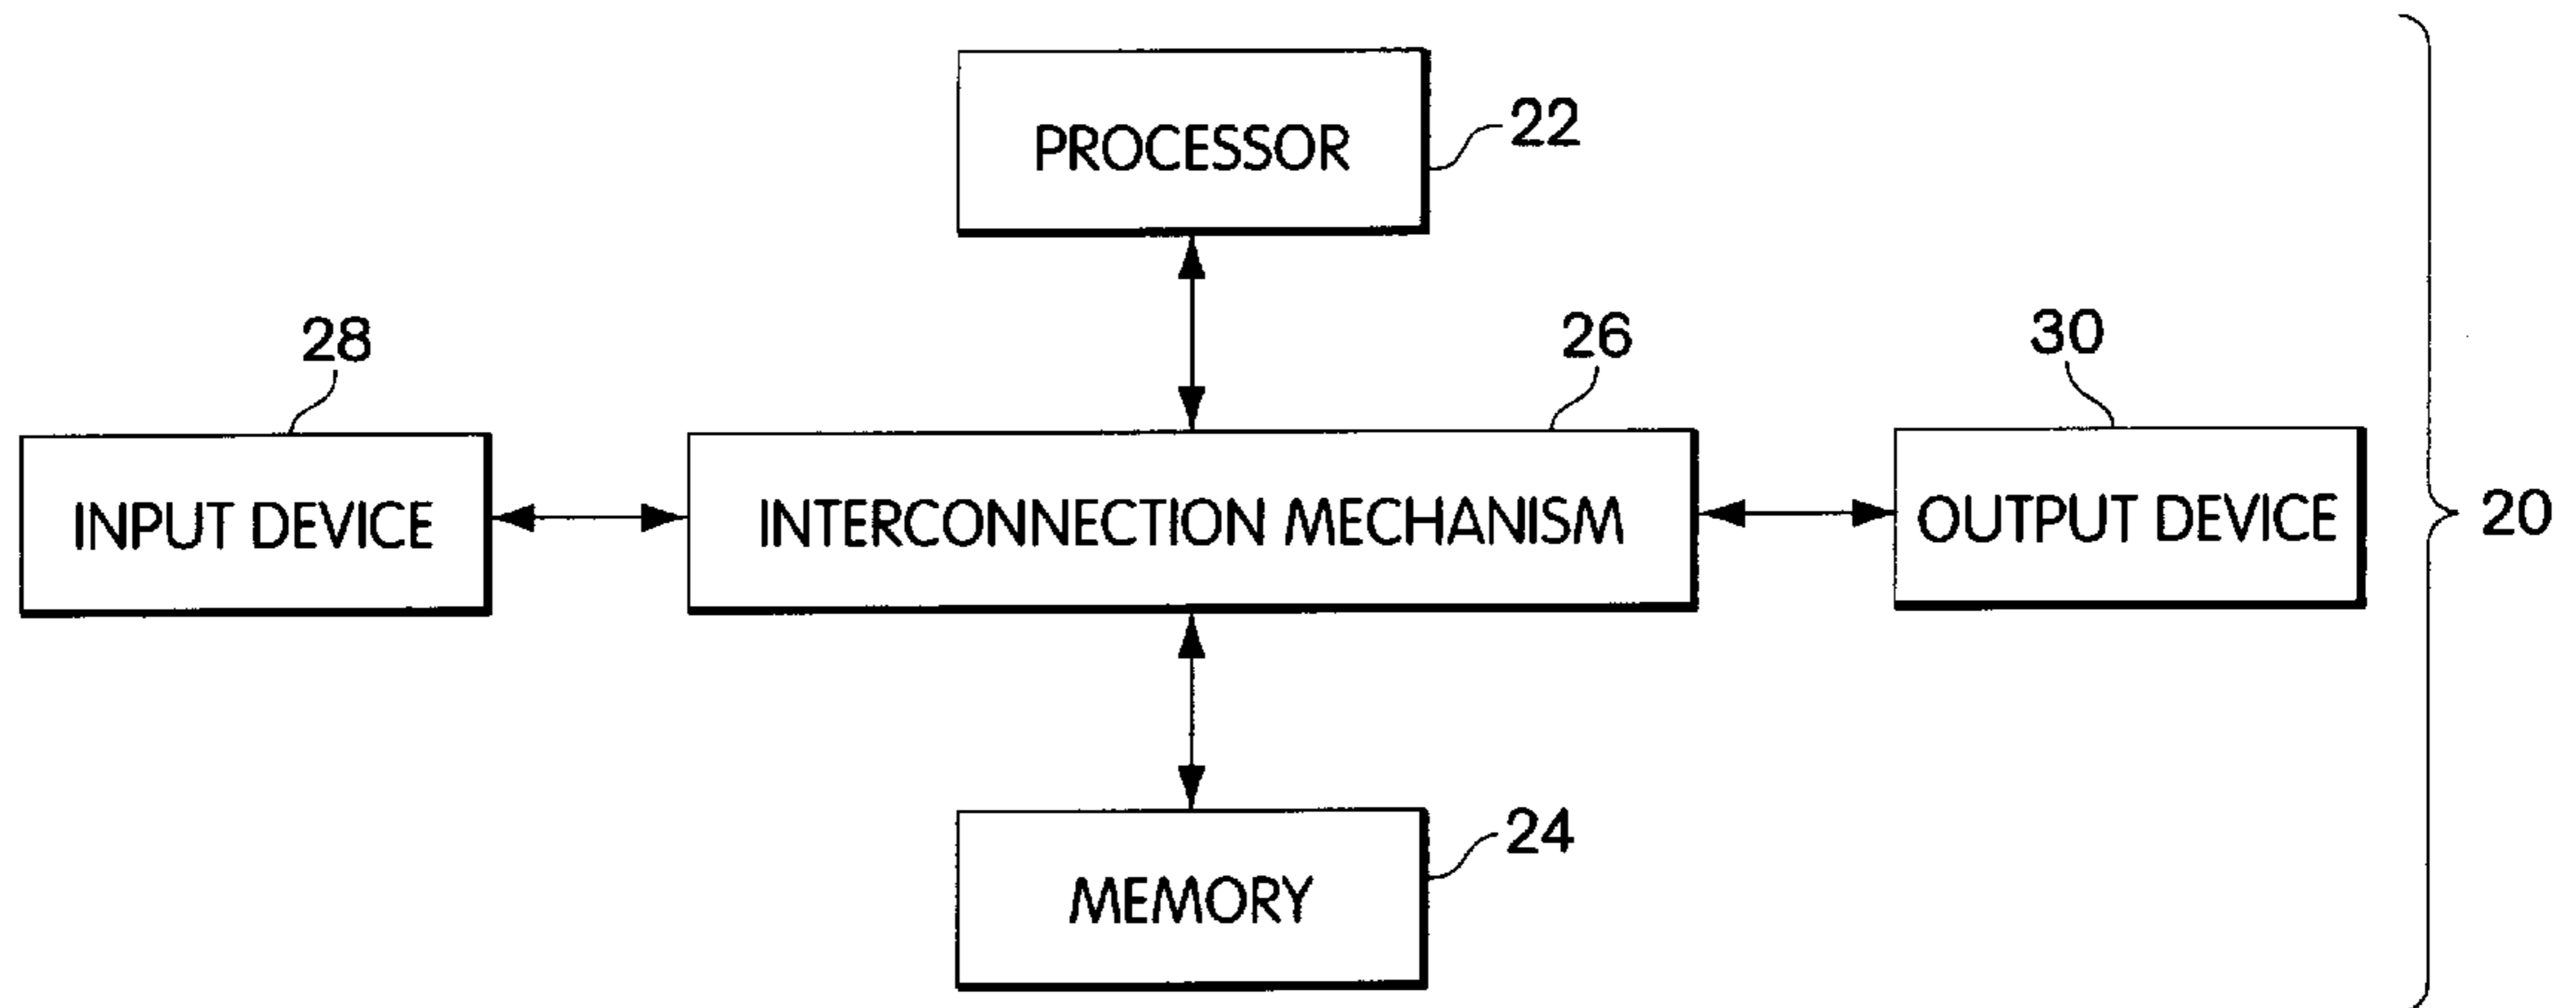 PROCESSOR
22
28
26
30
INPUT DEVICE
INTERCONNECTION MECHANISM
OUTPUT DEVICE
20
24
MEMORY